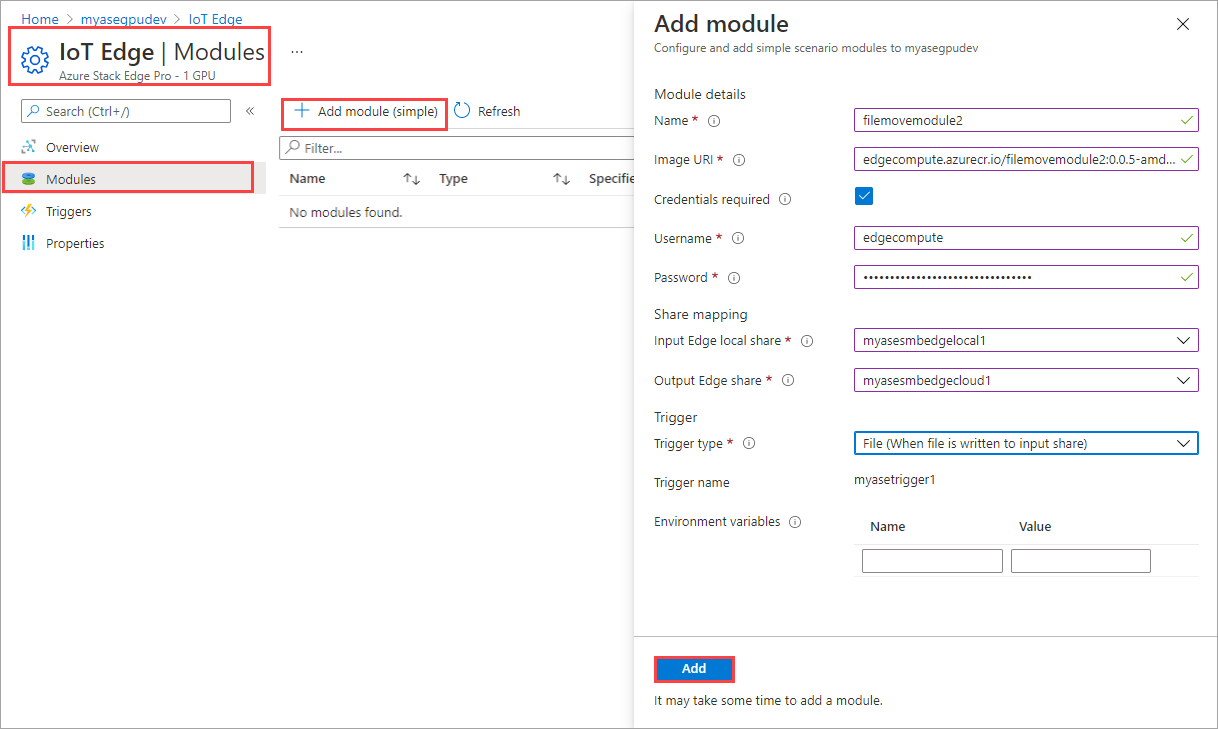 Home > myasegpudev > IoT Edge
IoT Edge | Modules
...
Azure Stack Edge Pro - 1 GPU
Search (Ctrl+/)
«
Overview
Modules
Triggers
Properties
+ Add module (simple)
Refresh
Filter...
Name ↑↓ Type ↑↓ Specifie
No modules found.
Add module
Configure and add simple scenario modules to myasegpudev
Module details
Name * filemovemodule2
Image URI * edgecompute.azurecr.io/filemovemodule2:0.0.5-amd...
Credentials required
Username * edgecompute
Password * ••••••••••••••••••••••••••••••••
Share mapping
Input Edge local share * myasesmbedgelocal1
Output Edge share * myasesmbedgecloud1
Trigger
Trigger type * File (When file is written to input share)
Trigger name myasetrigger1
Environment variables
Name Value
Add
It may take some time to add a module.